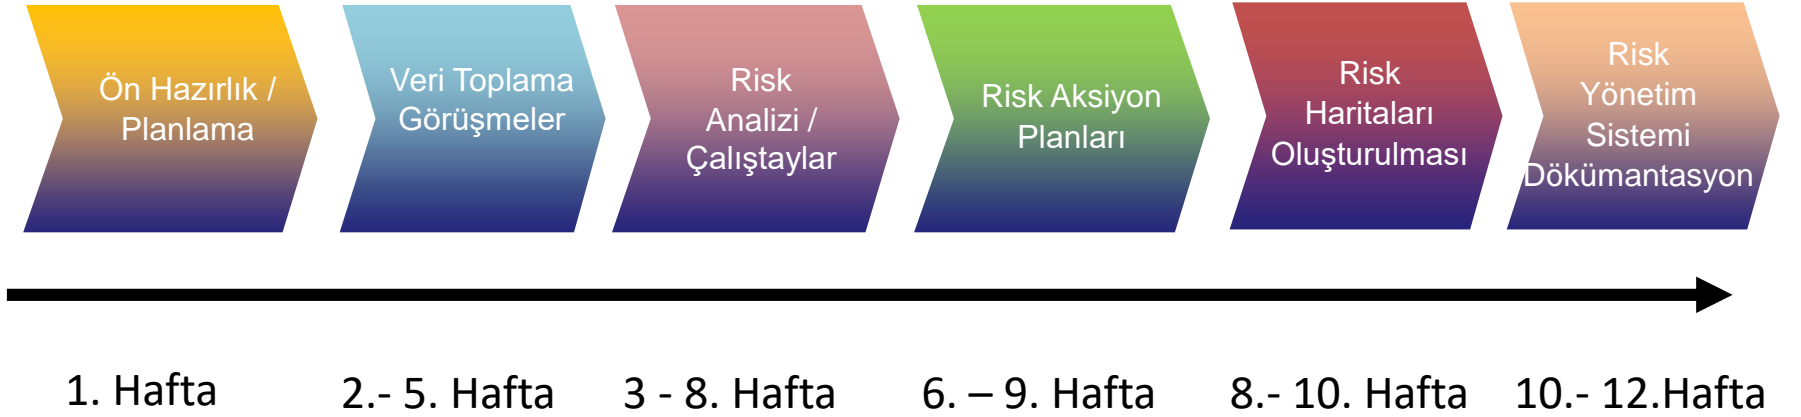 Ön Hazırlık /
Planlama
Veri Toplama
Görüşmeler
Risk
Analizi /
Çalıştaylar
Risk Aksiyon
Planları
Risk
Haritaları
Oluşturulması
Risk
Yönetim
Sistemi
Dökümantasyon
1. Hafta
2.- 5. Hafta
3 - 8. Hafta
6. – 9. Hafta
8.- 10. Hafta
10.- 12.Hafta